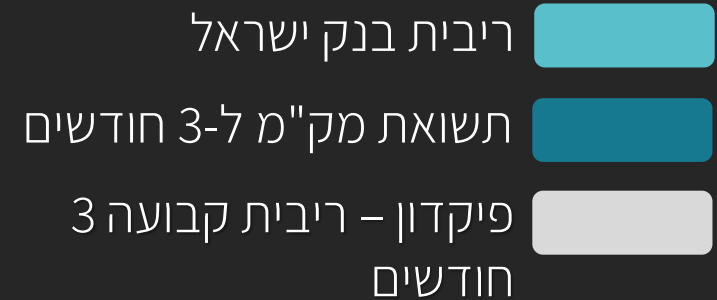 ריבית בנק ישראל
תשואת מק"מ ל-3 חודשים
פיקדון – ריבית קבועה 3
חודשים